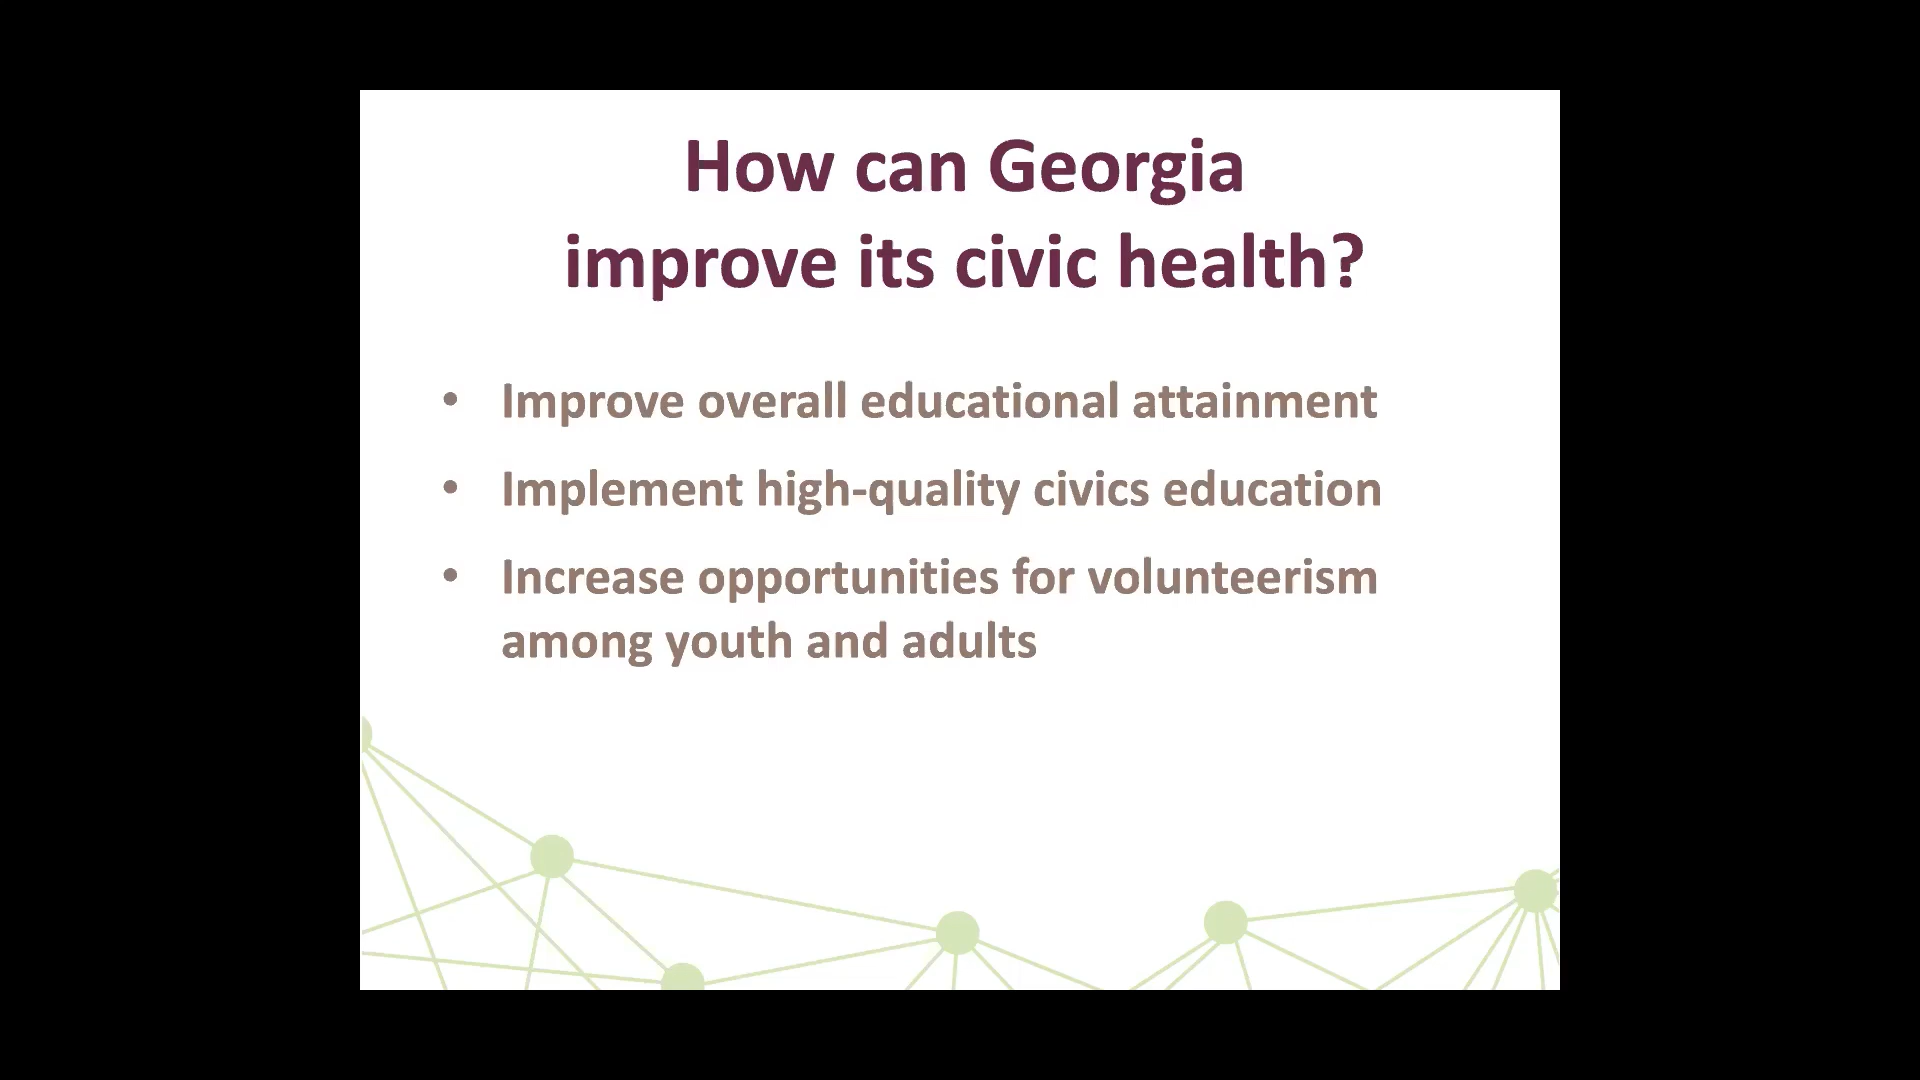 How can Georgia
improve its civic health?
• Improve overall educational attainment
• Implement high-quality civics education
• Increase opportunities for volunteerism
among youth and adults